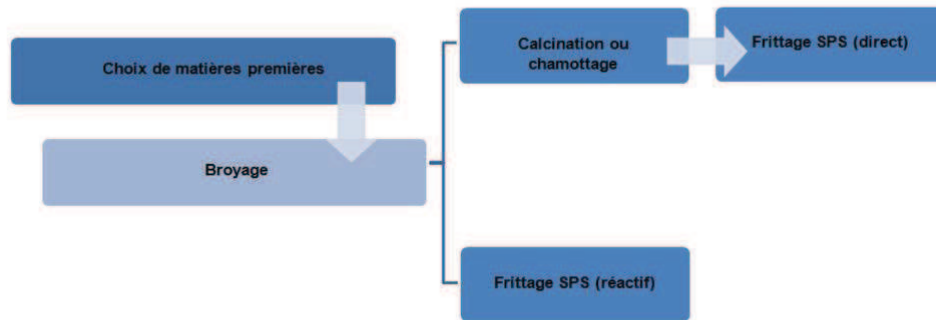 Choix de matières premières
Broyage
Calcination ou
chamottage
Frittage SPS (direct)
Frittage SPS (réactif)